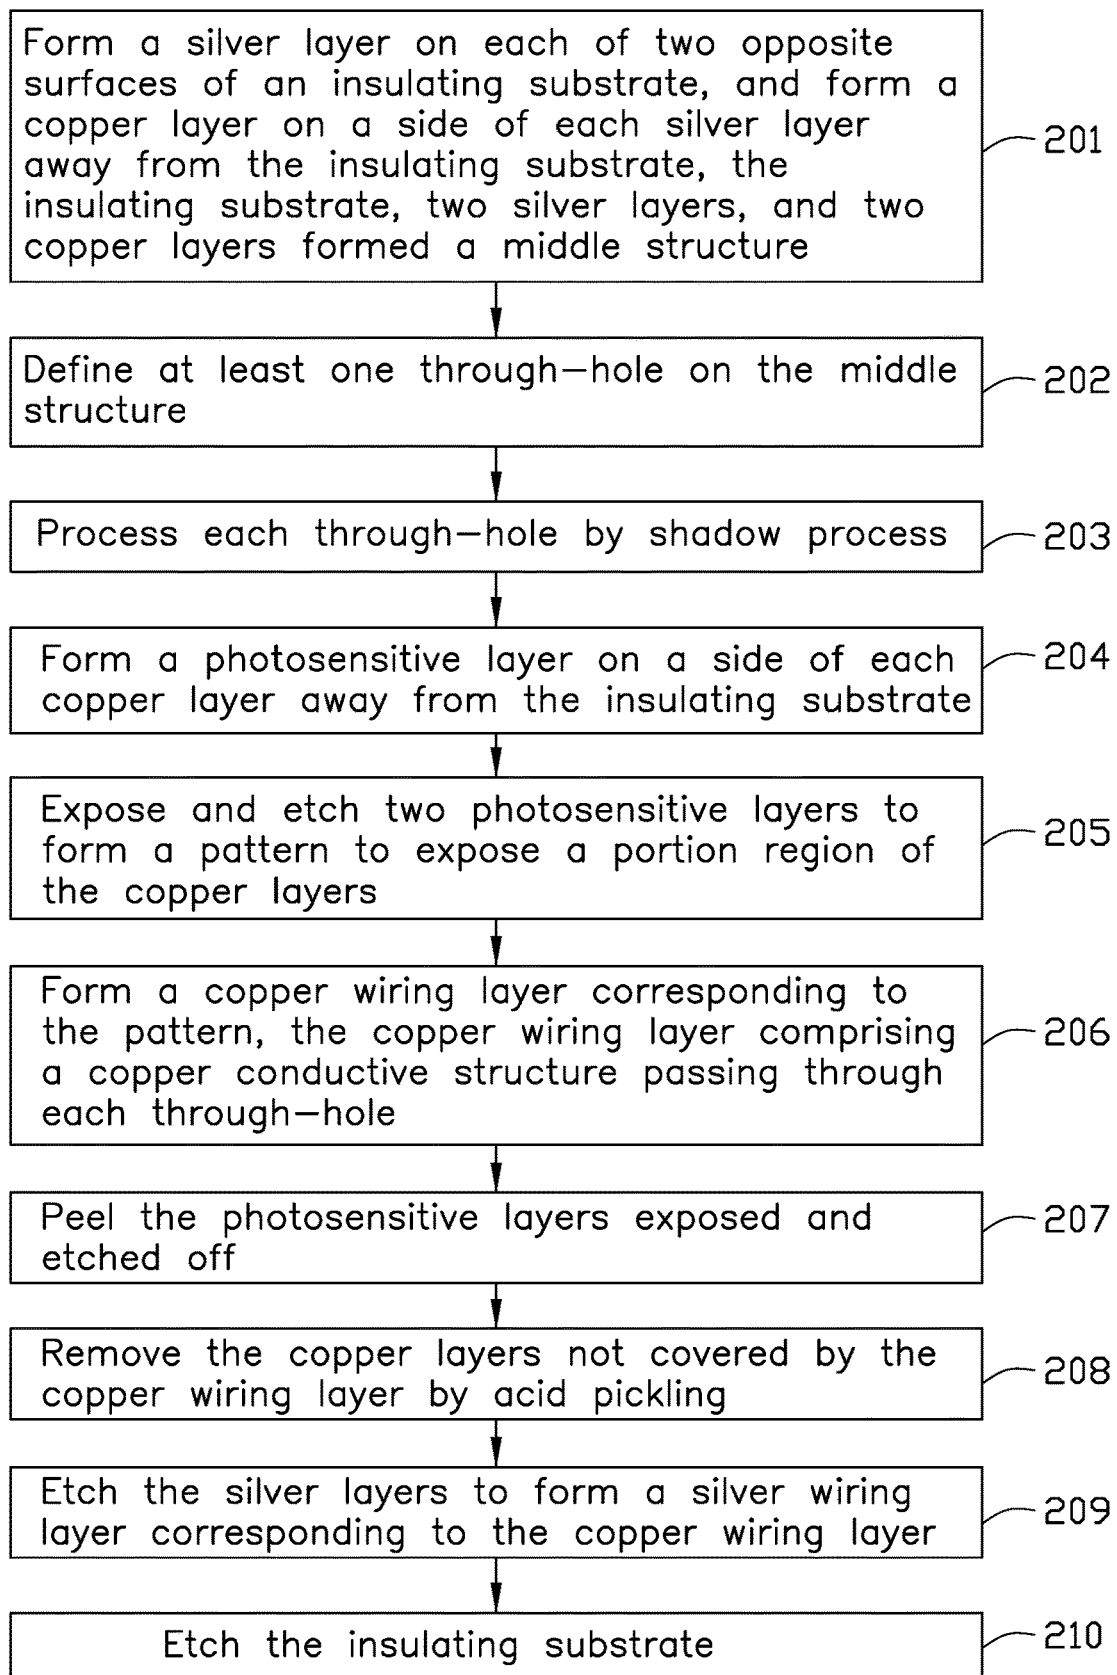 Form a silver layer on each of two opposite
surfaces of an insulating substrate, and form a
copper layer on a side of each silver layer
away from the insulating substrate, the
insulating substrate, two silver layers, and two
copper layers formed a middle structure
201
Define at least one through-hole on the middle
structure
202
Process each through-hole by shadow process
203
Form a photosensitive layer on a side of each
copper layer away from the insulating substrate
204
Expose and etch two photosensitive layers to
form a pattern to expose a portion region of
the copper layers
205
Form a copper wiring layer corresponding to
the pattern, the copper wiring layer comprising
a copper conductive structure passing through
each through-hole
206
Peel the photosensitive layers exposed and
etched off
207
Remove the copper layers not covered by the
copper wiring layer by acid pickling
208
Etch the silver layers to form a silver wiring
layer corresponding to the copper wiring layer
209
Etch the insulating substrate
210